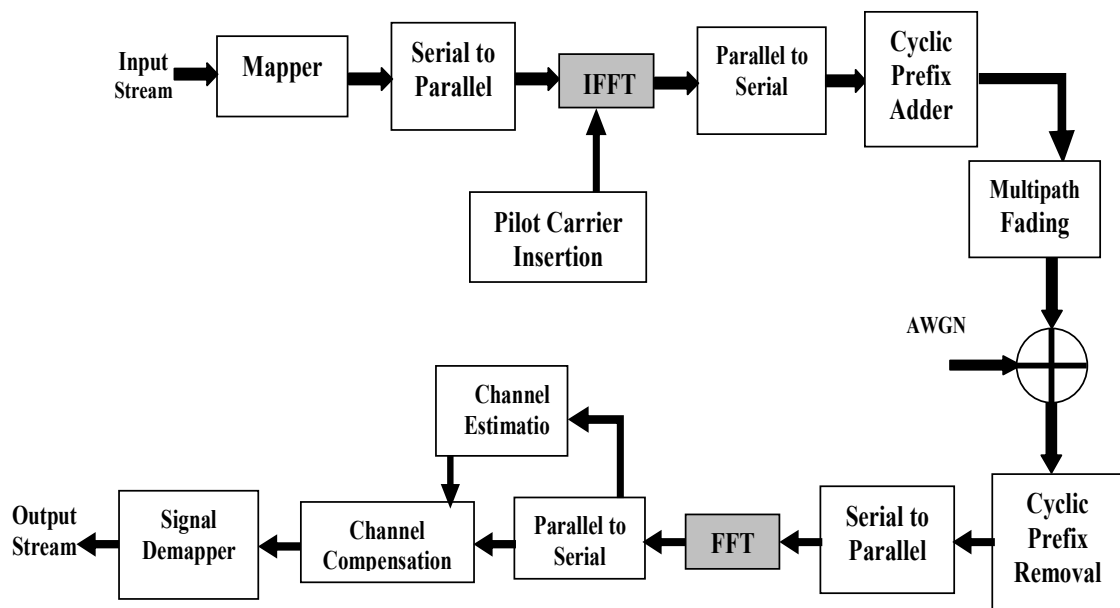 Input
Stream
Mapper
Serial to
Parallel
IFFT
Parallel to
Serial
Cyclic
Prefix
Adder
Pilot Carrier
Insertion
Multipath
Fading
AWGN
Channel
Estimatio
Output
Stream
Signal
Demapper
Channel
Compensation
Parallel to
Serial
FFT
Serial to
Parallel
Cyclic
Prefix
Removal